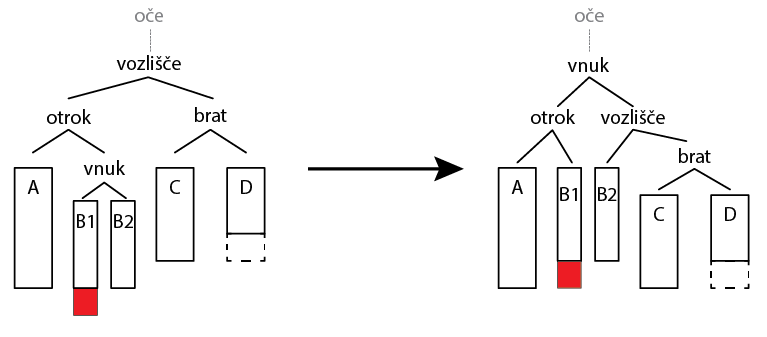 oče
vozlišče
otrok
brat
vnuk
A
B1
B2
C
D
oče
vnuk
otrok
vozlišče
brat
A
B1
B2
C
D